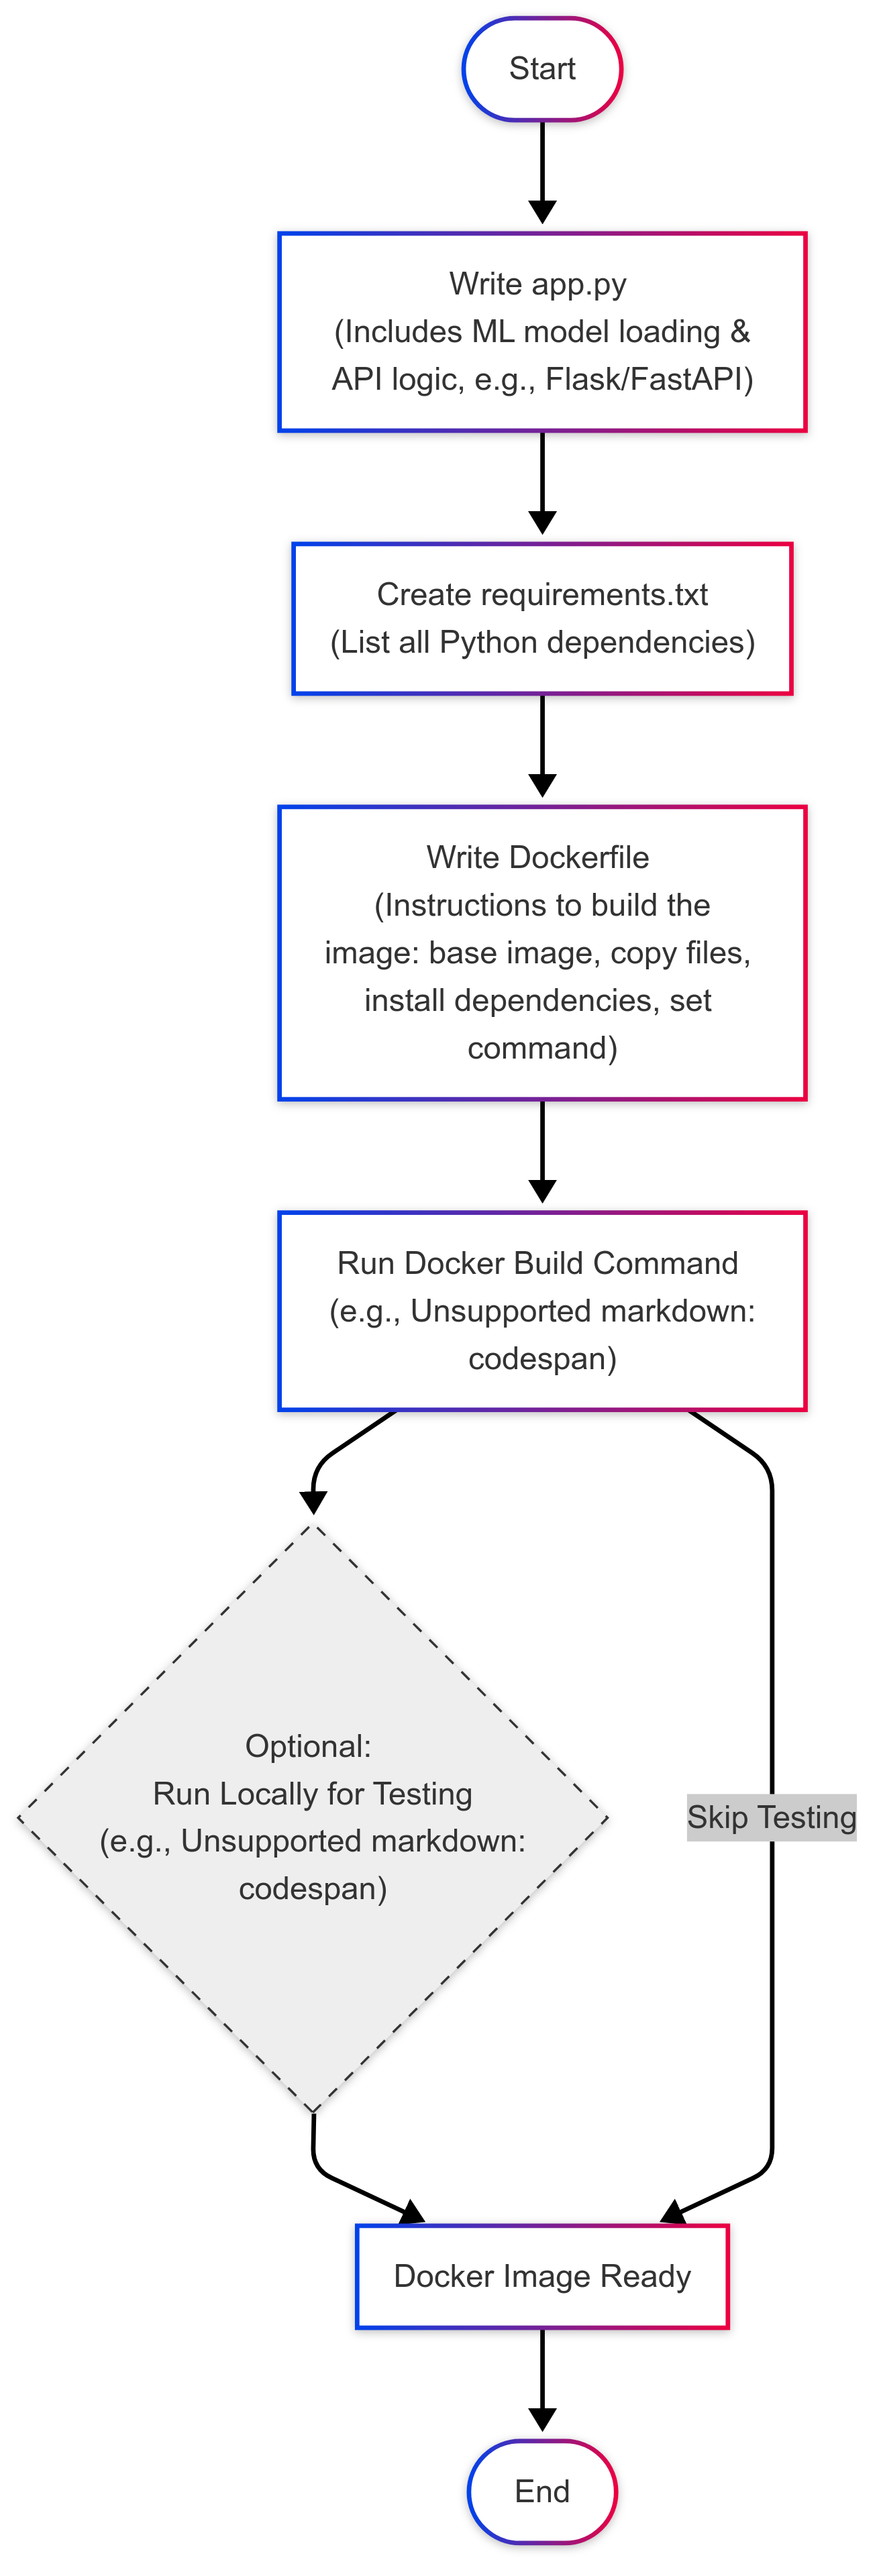 Start
Write app.py
(Includes ML model loading &
API logic, e.g., Flask/FastAPI)
Create requirements.txt
(List all Python dependencies)
Write Dockerfile
(Instructions to build the
image: base image, copy files,
install dependencies, set
command)
Run Docker Build Command
(e.g., Unsupported markdown:
codespan)
Optional:
Run Locally for Testing
(e.g., Unsupported markdown:
codespan)
Skip Testing
Docker Image Ready
End